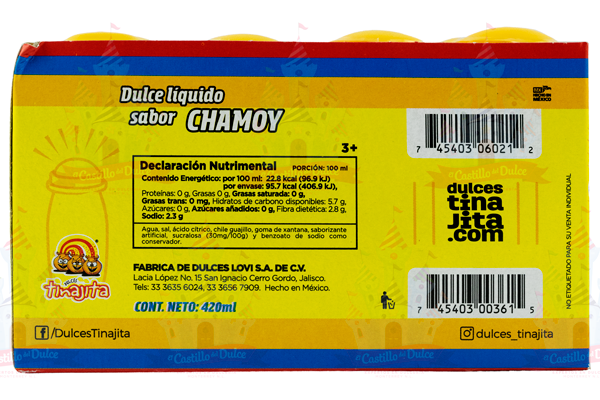 Dulce líquido
sabor CHAMOY
HECHO EN
MÉXICO
3+
Declaración Nutrimental PORCIÓN: 100 ml
Contenido Energético: por 100 ml: 22.8 kcal (96.9 kJ)
por envase: 95.7 kcal (406.9 kJ),
Proteínas: 0 g, Grasas 0 g, Grasas saturadas: 0 g,
Grasas trans: 0 mg, Hidratos de carbono disponibles: 5.7 g,
Azúcares: 0 g, Azúcares añadidos: 0 g, Fibra dietética: 2.8 g,
Sodio: 2.3 g
Agua, sal, ácido cítrico, chile guajillo, goma de xantana, saborizante
artificial, sucralosa (30mg/100g) y benzoato de sodio como
conservador.
FABRICA DE DULCES LOVI S.A. DE C.V.
Lacia López No. 15 San Ignacio Cerro Gordo, Jalisco.
Tels: 33 3635 6024, 33 3656 7909. Hecho en México.
CONT. NETO: 420ml
DULCES
tinajita
/DulcesTinajita
7 45403 06021 2
dulces
tina
Jita
.com
7 45403 00361 5
NO ETIQUETADO PARA SU VENTA INDIVIDUAL
dulces_tinajita
El Castillo del Dulce